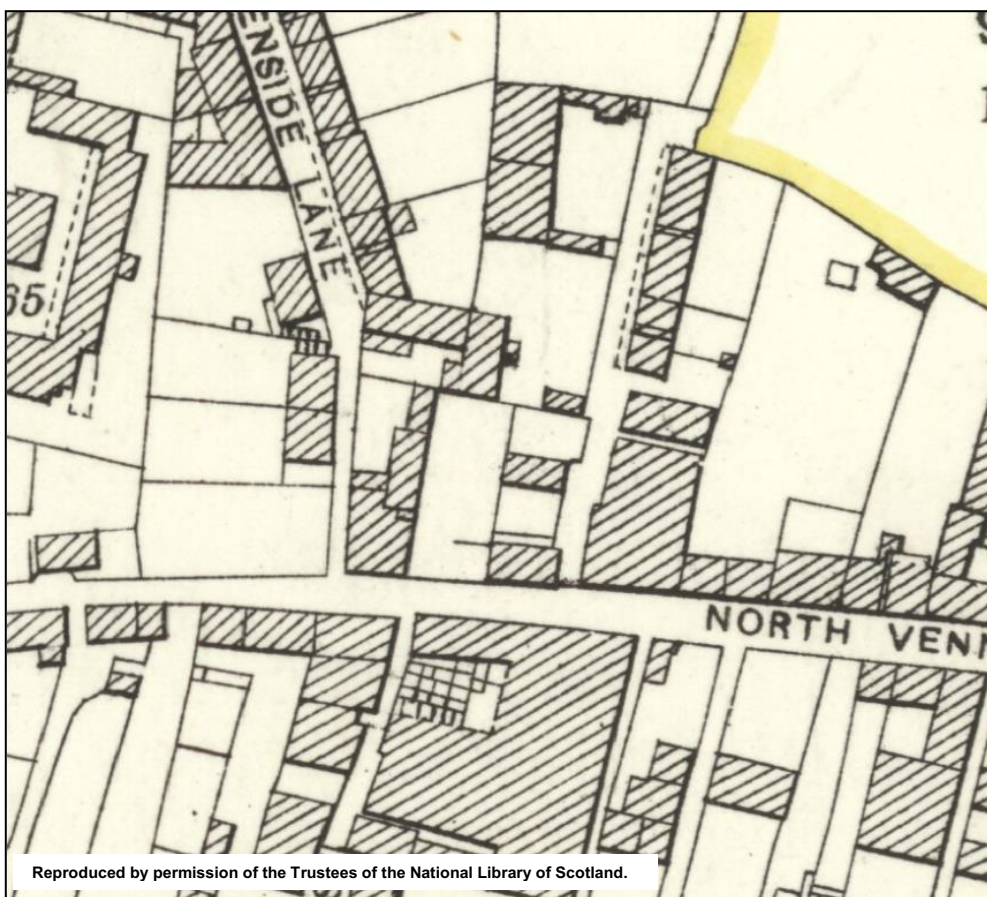 ENSIDE LANE
65
NORTH VENN
Reproduced by permission of the Trustees of the National Library of Scotland.